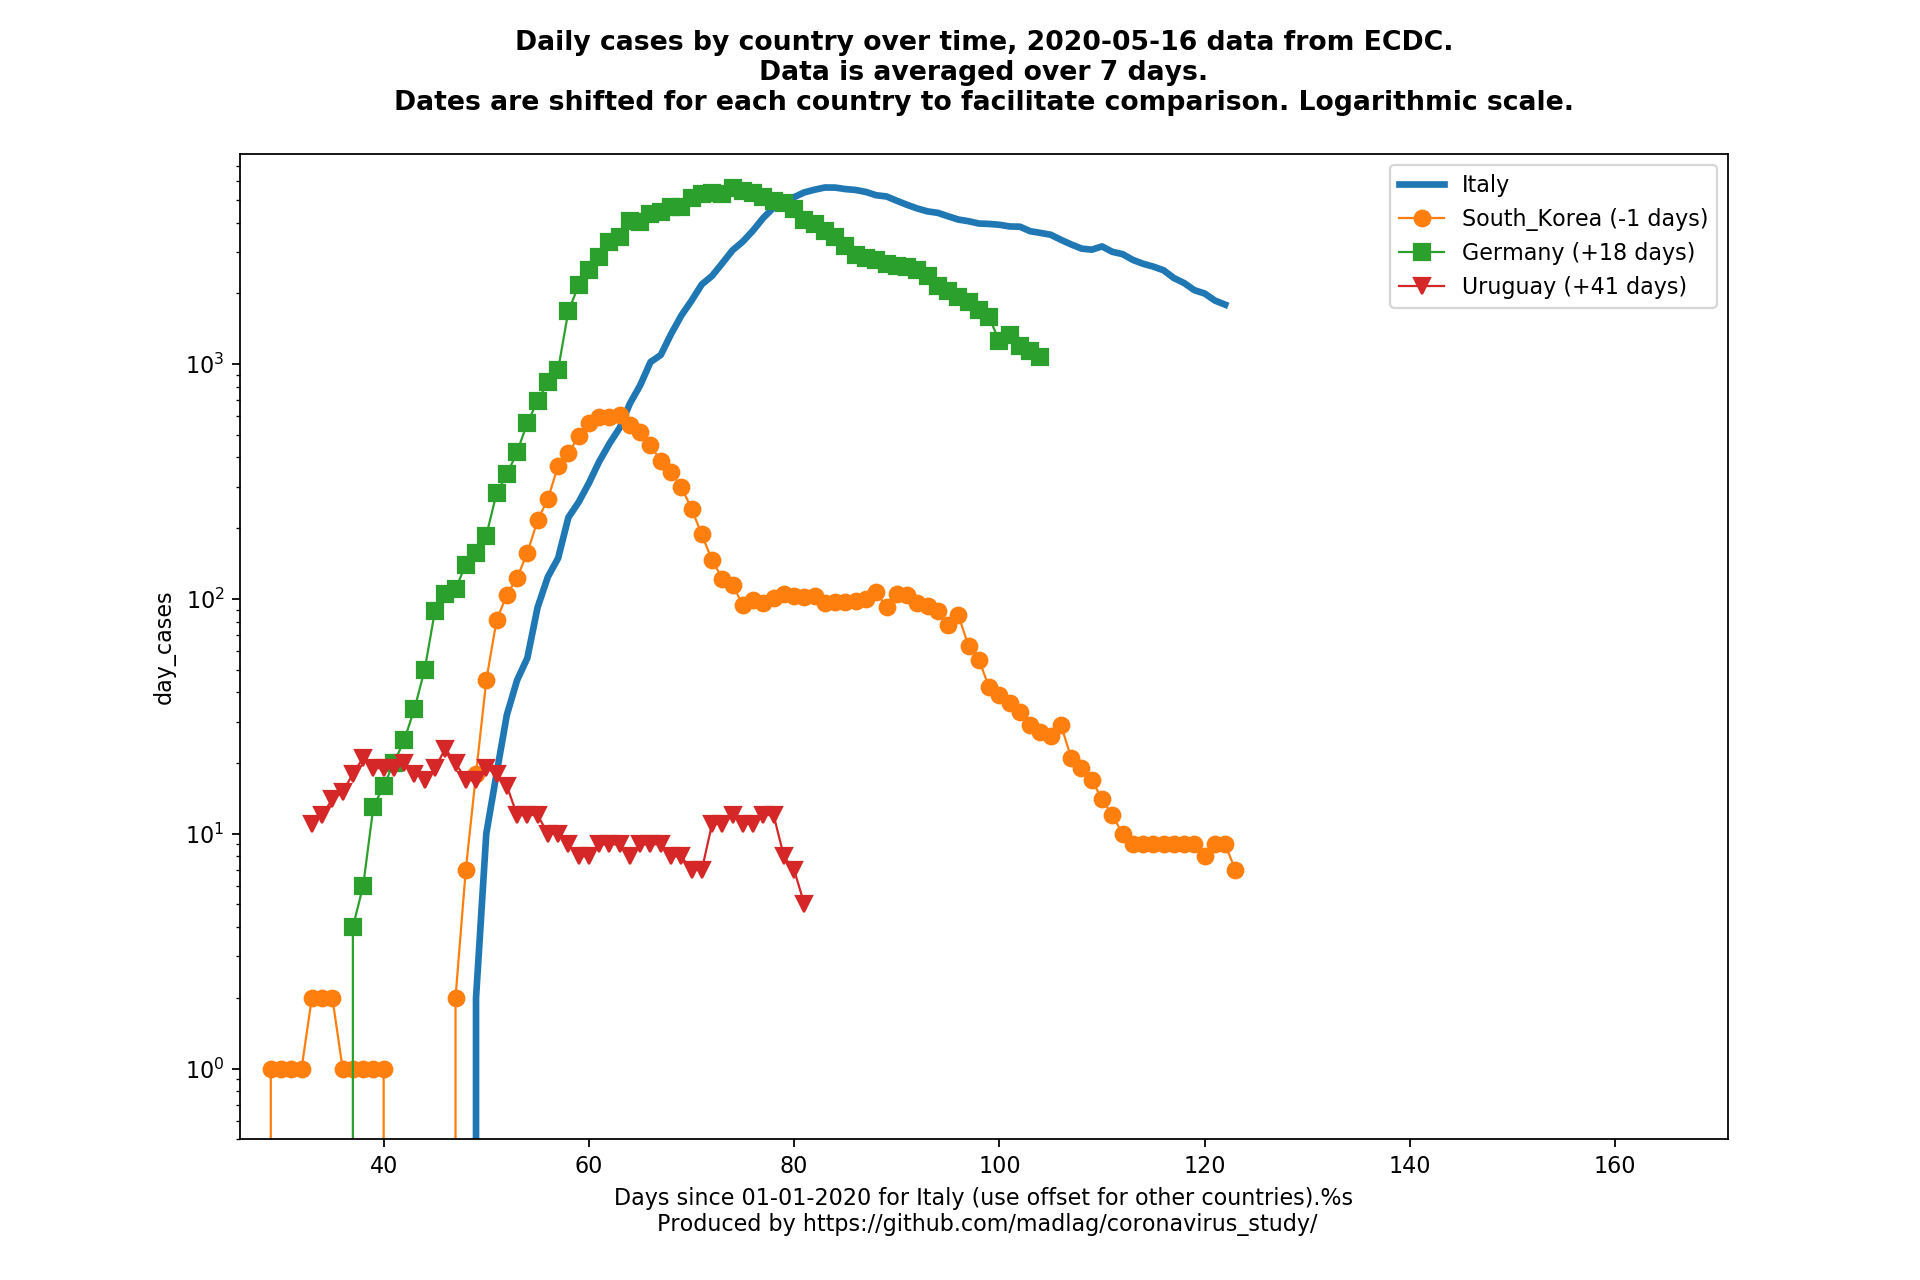 Daily cases by country over time, 2020-05-16 data from ECDC.
Data is averaged over 7 days.
Dates are shifted for each country to facilitate comparison. Logarithmic scale.
Italy
South_Korea (-1 days)
Germany (+18 days)
Uruguay (+41 days)
day_cases
10³
10²
10¹
10⁰
40 60 80 100 120 140 160
Days since 01-01-2020 for Italy (use offset for other countries).%s
Produced by https://github.com/madlag/coronavirus_study/